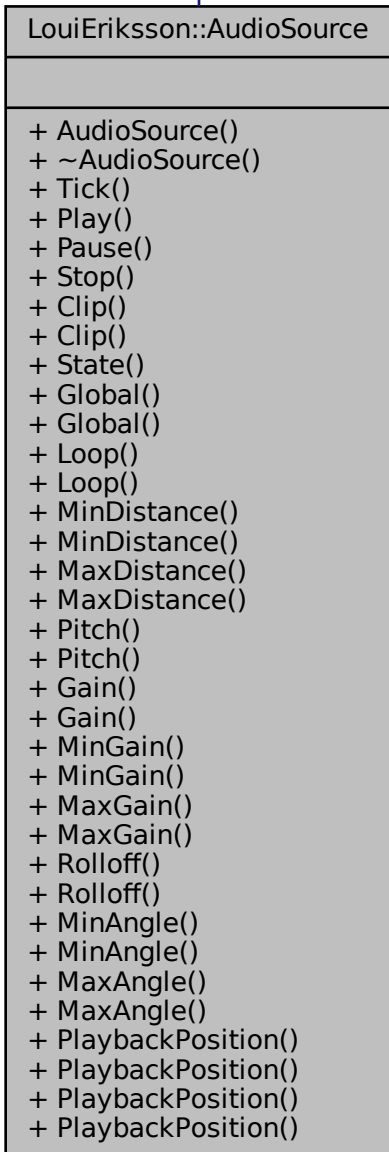 LouiEriksson::AudioSource
+ AudioSource()
+ ~AudioSource()
+ Tick()
+ Play()
+ Pause()
+ Stop()
+ Clip()
+ Clip()
+ State()
+ Global()
+ Global()
+ Loop()
+ Loop()
+ MinDistance()
+ MinDistance()
+ MaxDistance()
+ MaxDistance()
+ Pitch()
+ Pitch()
+ Gain()
+ Gain()
+ MinGain()
+ MinGain()
+ MaxGain()
+ MaxGain()
+ Rolloff()
+ Rolloff()
+ MinAngle()
+ MinAngle()
+ MaxAngle()
+ MaxAngle()
+ PlaybackPosition()
+ PlaybackPosition()
+ PlaybackPosition()
+ PlaybackPosition()